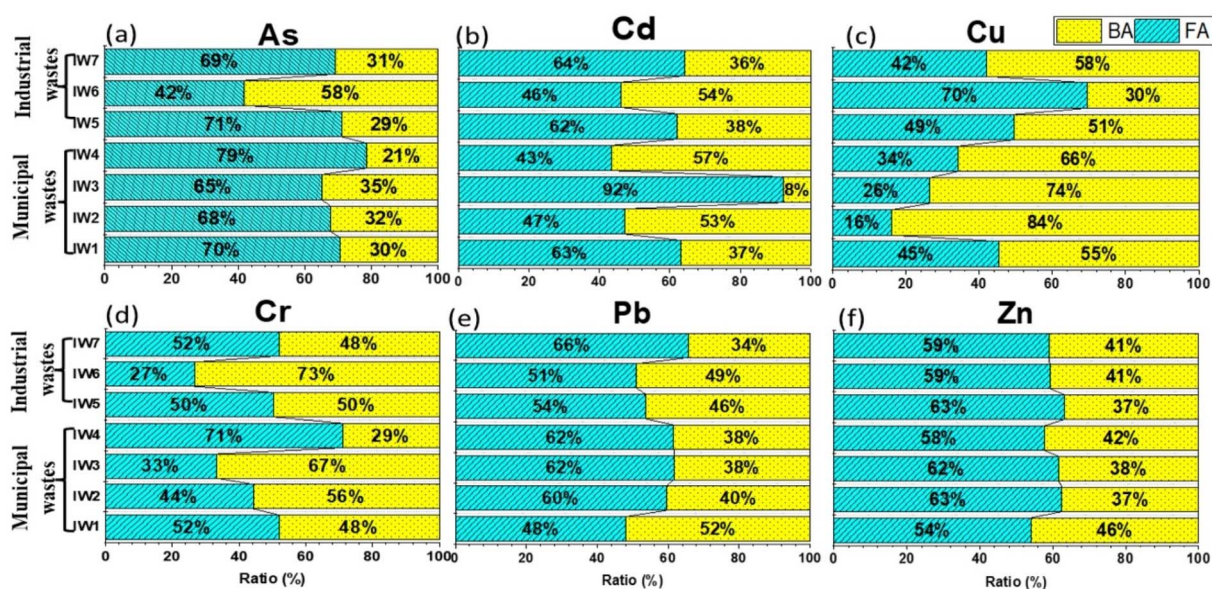 (a) As
(b) Cd
(c) Cu
BA FA
Industrial wastes
Municipal wastes
IW7 69% 31%
IW6 42% 58%
IW5 71% 29%
IW4 79% 21%
IW3 65% 35%
IW2 68% 32%
IW1 70% 30%
0 20 40 60 80 100
64% 36%
46% 54%
62% 38%
43% 57%
92% 8%
47% 53%
63% 37%
0 20 40 60 80 100
42% 58%
70% 30%
49% 51%
34% 66%
26% 74%
16% 84%
45% 55%
0 20 40 60 80 100
(d) Cr
(e) Pb
(f) Zn
Industrial wastes
Municipal wastes
IW7 52% 48%
IW6 27% 73%
IW5 50% 50%
IW4 71% 29%
IW3 33% 67%
IW2 44% 56%
IW1 52% 48%
0 20 40 60 80 100
Ratio (%)
66% 34%
51% 49%
54% 46%
62% 38%
62% 38%
60% 40%
48% 52%
0 20 40 60 80 100
Ratio (%)
59% 41%
59% 41%
63% 37%
58% 42%
62% 38%
63% 37%
54% 46%
0 20 40 60 80 100
Ratio (%)